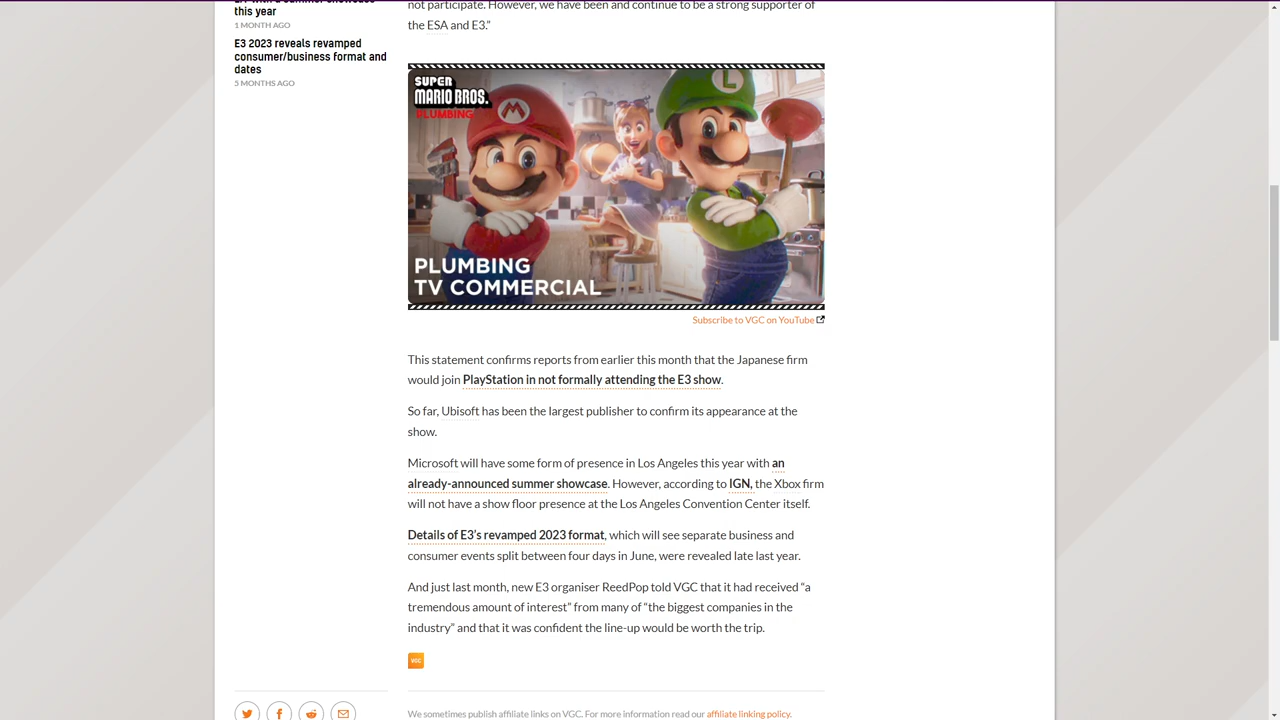 this year
1 MONTH AGO
E3 2023 reveals revamped
consumer/business format and
dates
5 MONTHS AGO
not participate. However, we have been and continue to be a strong supporter of
the ESA and E3.”
SUPER
MARIO BROS.
PLUMBING
M
L
PLUMBING
TV COMMERCIAL
Subscribe to VGC on YouTube
This statement confirms reports from earlier this month that the Japanese firm
would join PlayStation in not formally attending the E3 show.
So far, Ubisoft has been the largest publisher to confirm its appearance at the
show.
Microsoft will have some form of presence in Los Angeles this year with an
already-announced summer showcase. However, according to IGN, the Xbox firm
will not have a show floor presence at the Los Angeles Convention Center itself.
Details of E3’s revamped 2023 format, which will see separate business and
consumer events split between four days in June, were revealed late last year.
And just last month, new E3 organiser ReedPop told VGC that it had received “a
tremendous amount of interest” from many of “the biggest companies in the
industry” and that it was confident the line-up would be worth the trip.
VGC
We sometimes publish affiliate links on VGC. For more information read our affiliate linking policy.